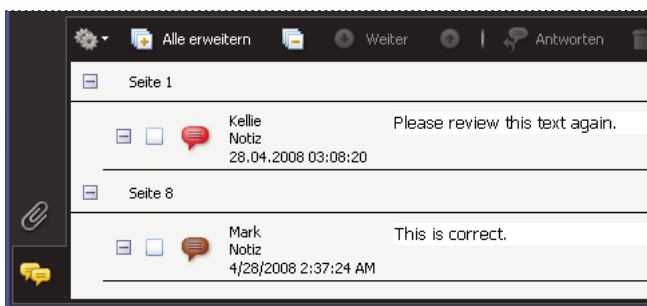 Alle erweitern Weiter Antworten
Seite 1
Kellie
Notiz
28.04.2008 03:08:20
Please review this text again.
Seite 8
Mark
Notiz
4/28/2008 2:37:24 AM
This is correct.